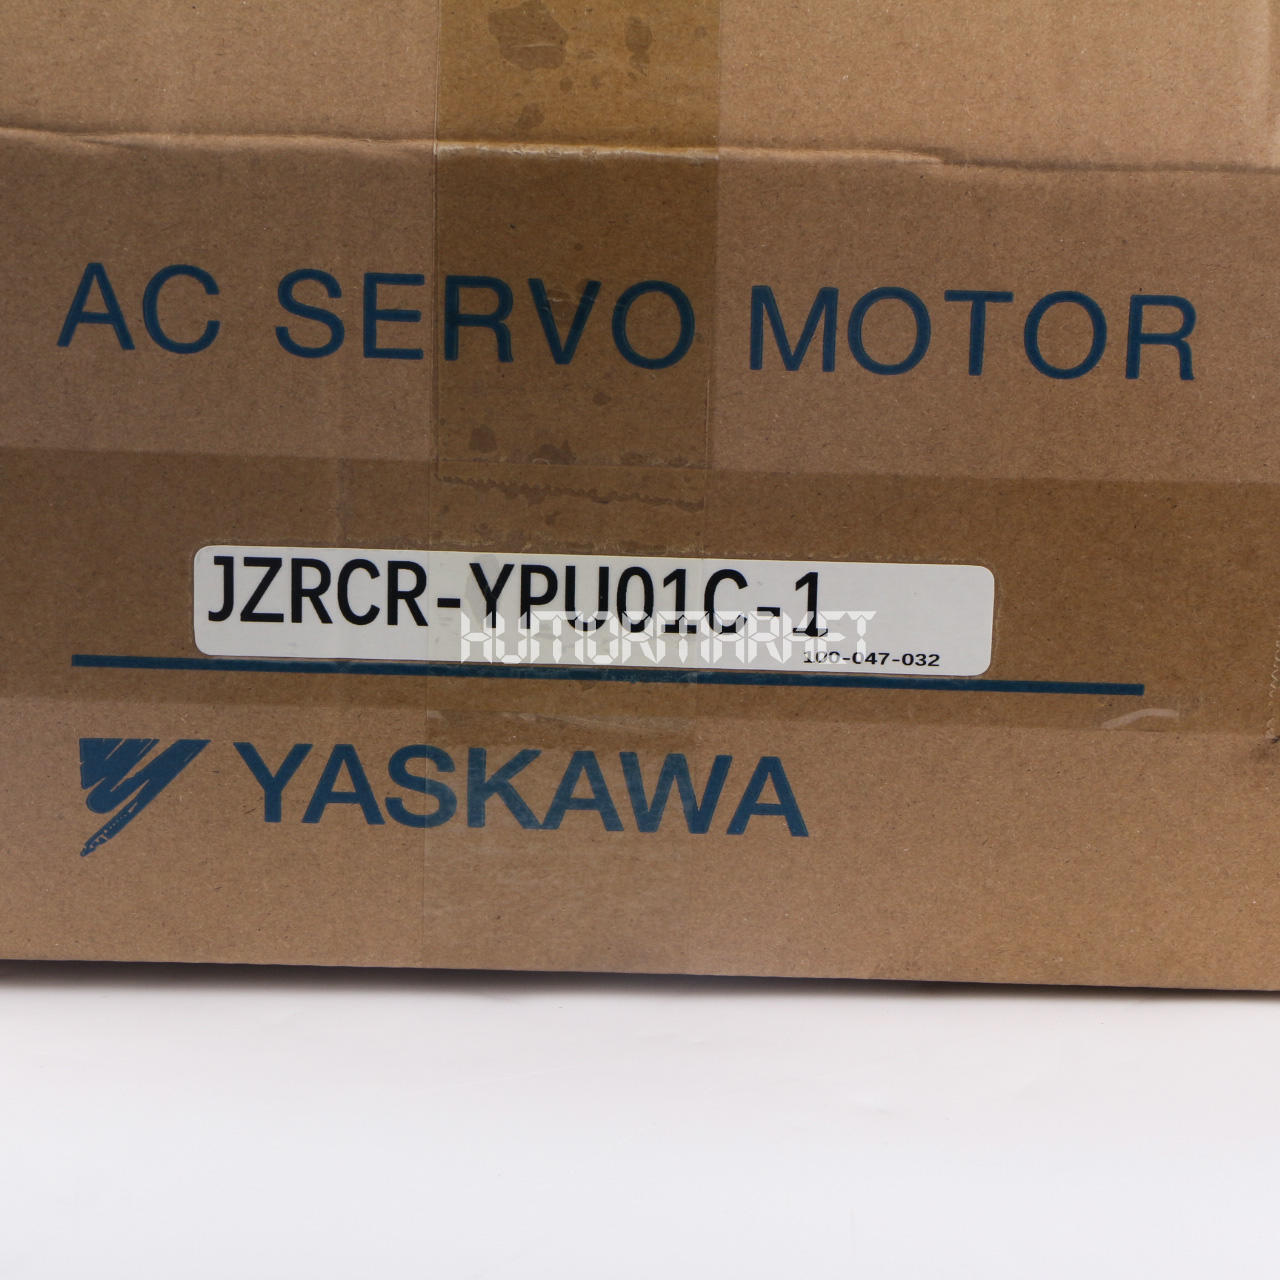 AC SERVO MOTOR
JZRCR-YPU01C-1
100-047-032
YASKAWA